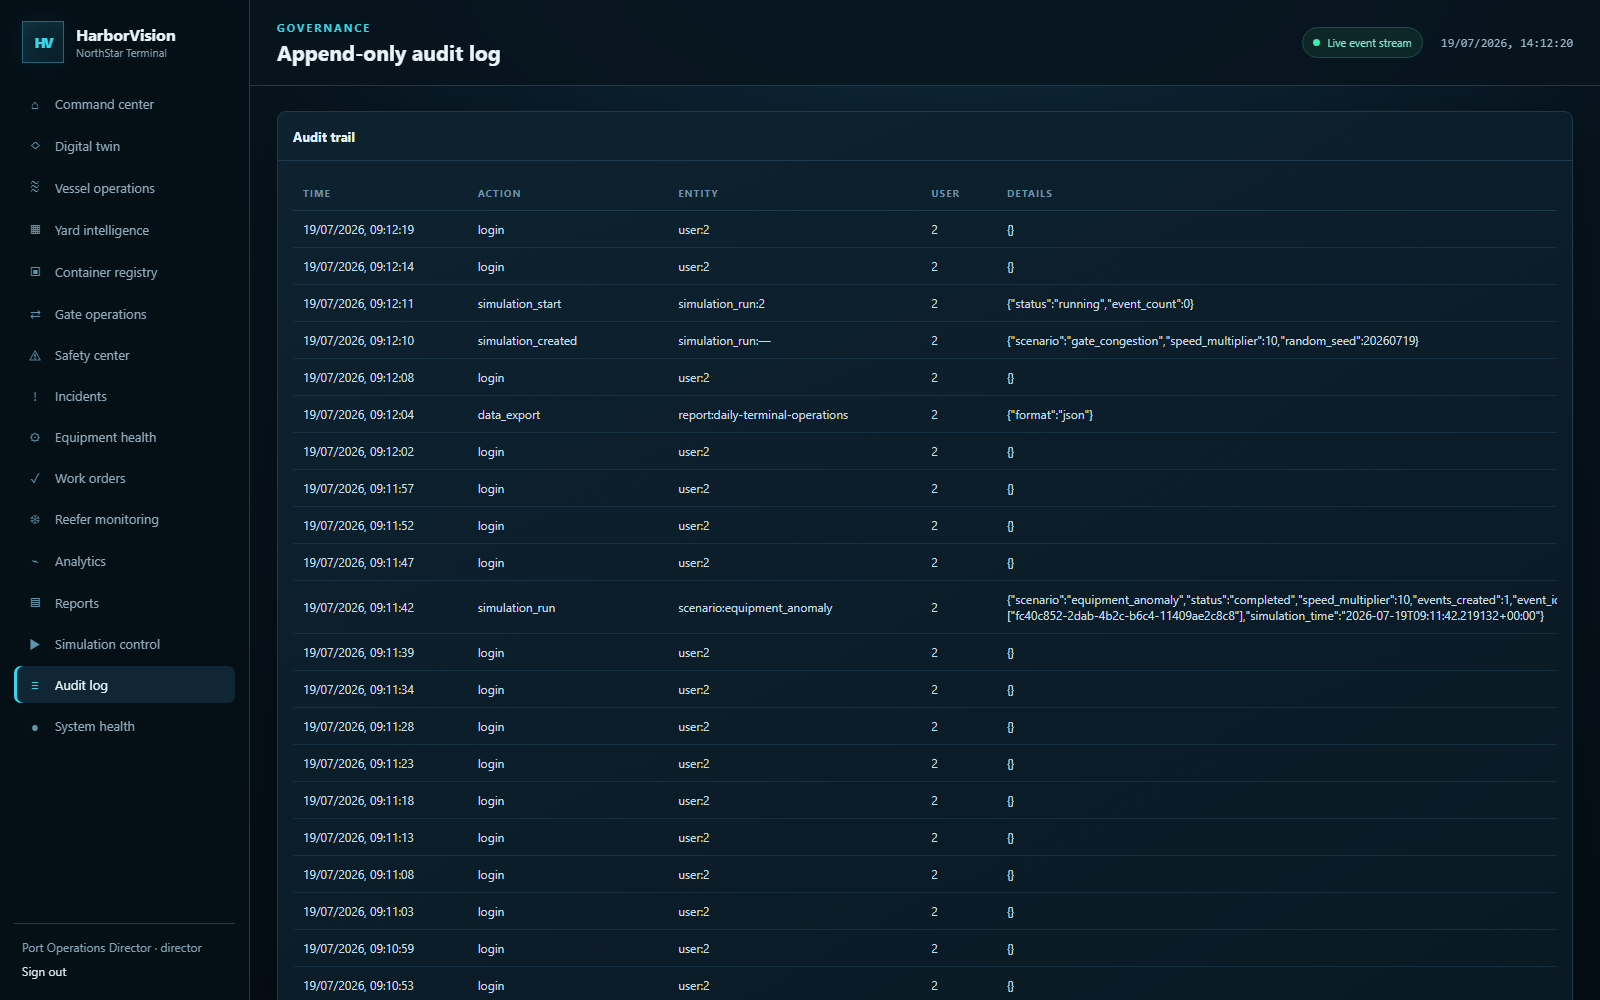 HV
HarborVision
NorthStar Terminal
Command center
Digital twin
Vessel operations
Yard intelligence
Container registry
Gate operations
Safety center
Incidents
Equipment health
Work orders
Reefer monitoring
Analytics
Reports
Simulation control
Audit log
System health
Port Operations Director · director
Sign out
GOVERNANCE
Append-only audit log
Live event stream
19/07/2026, 14:12:20
Audit trail
TIME ACTION ENTITY USER DETAILS
19/07/2026, 09:12:19 login user:2 2 {}
19/07/2026, 09:12:14 login user:2 2 {}
19/07/2026, 09:12:11 simulation_start simulation_run:2 2 {"status":"running","event_count":0}
19/07/2026, 09:12:10 simulation_created simulation_run:— 2 {"scenario":"gate_congestion","speed_multiplier":10,"random_seed":20260719}
19/07/2026, 09:12:08 login user:2 2 {}
19/07/2026, 09:12:04 data_export report:daily-terminal-operations 2 {"format":"json"}
19/07/2026, 09:12:02 login user:2 2 {}
19/07/2026, 09:11:57 login user:2 2 {}
19/07/2026, 09:11:52 login user:2 2 {}
19/07/2026, 09:11:47 login user:2 2 {}
19/07/2026, 09:11:42 simulation_run scenario:equipment_anomaly 2 {"scenario":"equipment_anomaly","status":"completed","speed_multiplier":10,"events_created":1,"event_ic
["fc40c852-2dab-4b2c-b6c4-11409ae2c8c8"],"simulation_time":"2026-07-19T09:11:42.219132+00:00"}
19/07/2026, 09:11:39 login user:2 2 {}
19/07/2026, 09:11:34 login user:2 2 {}
19/07/2026, 09:11:28 login user:2 2 {}
19/07/2026, 09:11:23 login user:2 2 {}
19/07/2026, 09:11:18 login user:2 2 {}
19/07/2026, 09:11:13 login user:2 2 {}
19/07/2026, 09:11:08 login user:2 2 {}
19/07/2026, 09:11:03 login user:2 2 {}
19/07/2026, 09:10:59 login user:2 2 {}
19/07/2026, 09:10:53 login user:2 2 {}